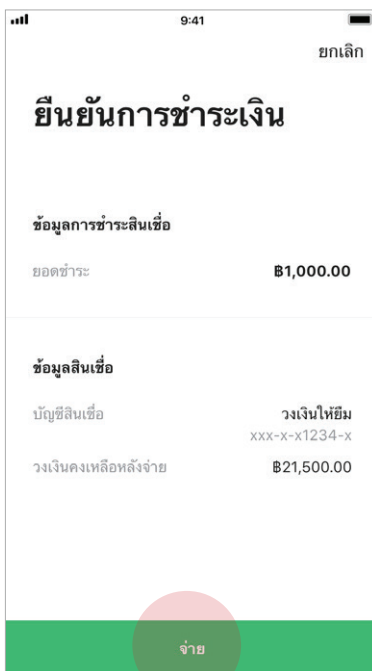 9:41
ยกเลิก
ยืนยันการชำระเงิน
ข้อมูลการชำระสินเชื่อ
ยอดชำระ ฿1,000.00
ข้อมูลสินเชื่อ
บัญชีสินเชื่อ วงเงินให้ยืม
xxx-x-x1234-x
วงเงินคงเหลือหลังจ่าย ฿21,500.00
จ่าย